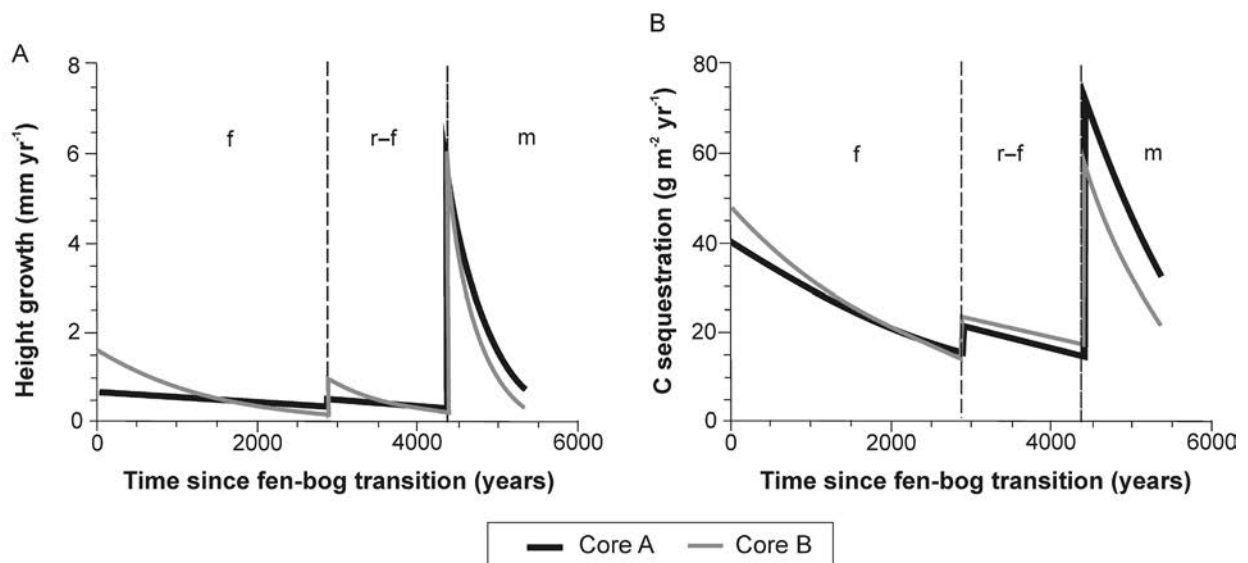 A
Height growth (mm yr⁻¹)
8
6
4
2
0
f
r–f
m
0
2000
4000
6000
Time since fen-bog transition (years)
B
C sequestration (g m⁻² yr⁻¹)
80
60
40
20
0
f
r–f
m
0
2000
4000
6000
Time since fen-bog transition (years)
Core A
Core B